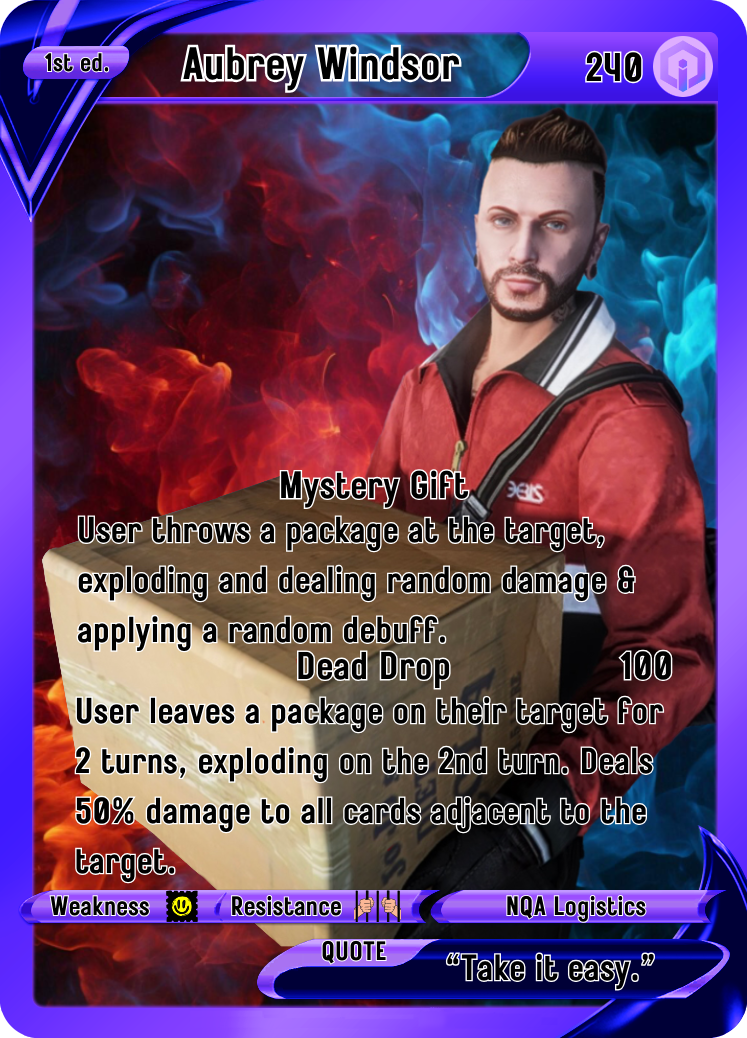 1st ed.
Aubrey Windsor
240
Mystery Gift
User throws a package at the target,
exploding and dealing random damage &
applying a random debuff.
Dead Drop 100
User leaves a package on their target for
2 turns, exploding on the 2nd turn. Deals
50% damage to all cards adjacent to the
target.
Weakness
Resistance
NQA Logistics
QUOTE
“Take it easy.”